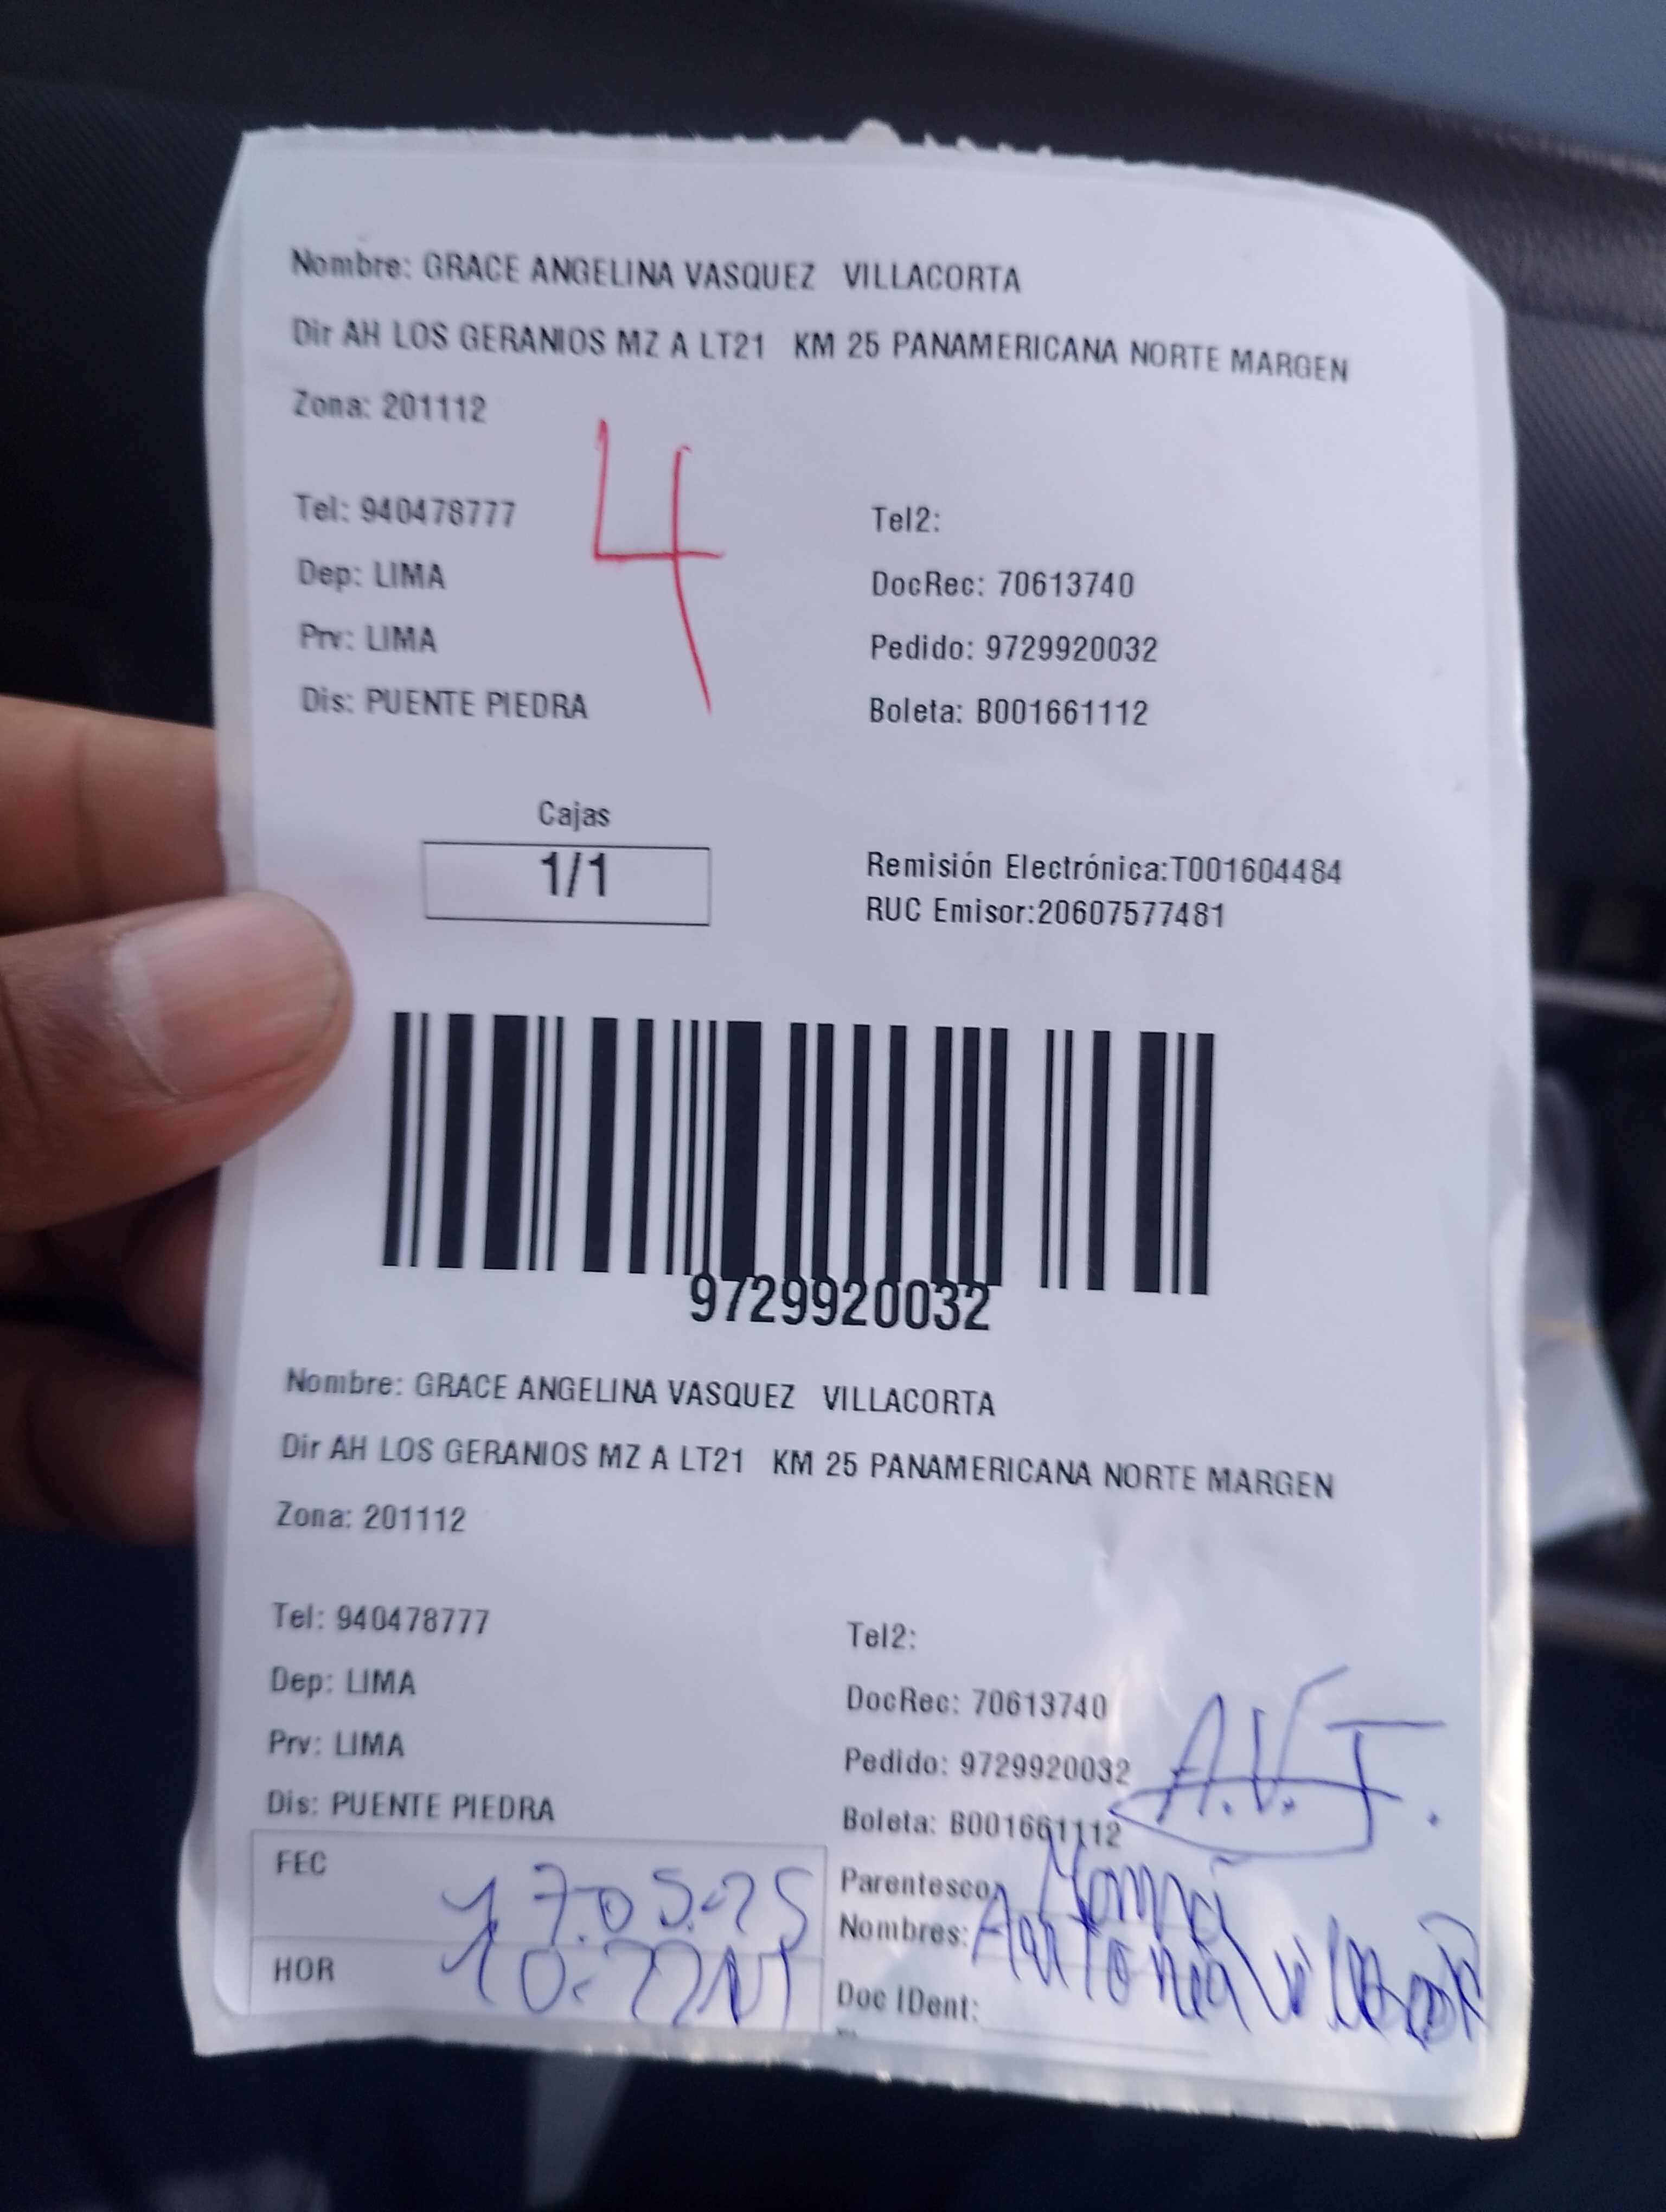 Nombre: GRACE ANGELINA VASQUEZ VILLACORTA
Dir AH LOS GERANIOS MZ A LT21 KM 25 PANAMERICANA NORTE MARGEN
Zona: 201112
4
Tel: 940478777 Tel2:
Dep: LIMA DocRec: 70613740
Prv: LIMA Pedido: 9729920032
Dis: PUENTE PIEDRA Boleta: B001661112
Cajas
1/1
Remisión Electrónica:T001604484
RUC Emisor:20607577481
9729920032
Nombre: GRACE ANGELINA VASQUEZ VILLACORTA
Dir AH LOS GERANIOS MZ A LT21 KM 25 PANAMERICANA NORTE MARGEN
Zona: 201112
Tel: 940478777 Tel2:
Dep: LIMA DocRec: 70613740
Prv: LIMA Pedido: 9729920032
Dis: PUENTE PIEDRA Boleta: B001661112
A.V.J.
FEC 17.05.25
HOR
Parentesco: Mamá
Nombres: Antonia
Doc IDent: